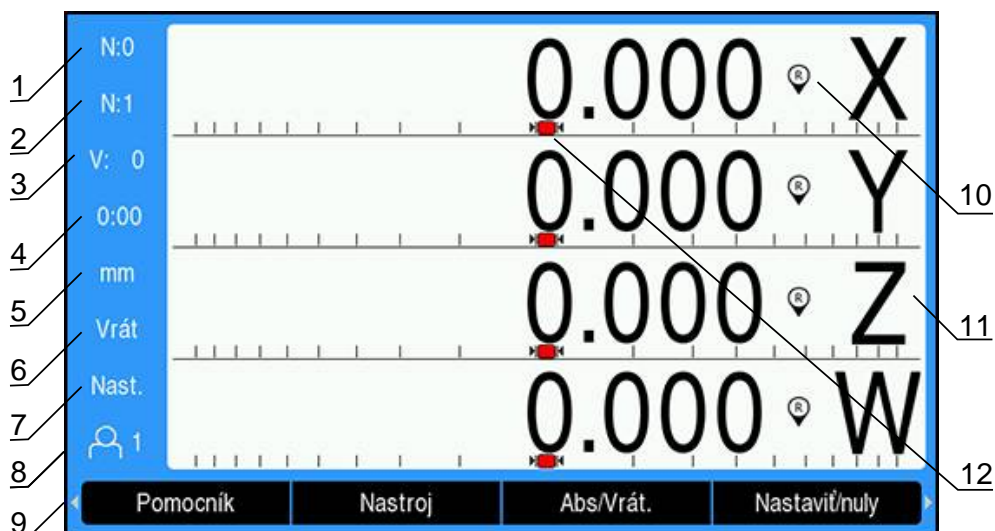 N:0
N:1
V: 0
0:00
mm
Vrát
Nast.
1
0.000 R X
0.000 R Y
0.000 R Z
0.000 R W
Pomocník Nastroj Abs/Vrát. Nastaviť/nuly
1
2
3
4
5
6
7
8
9
10
11
12